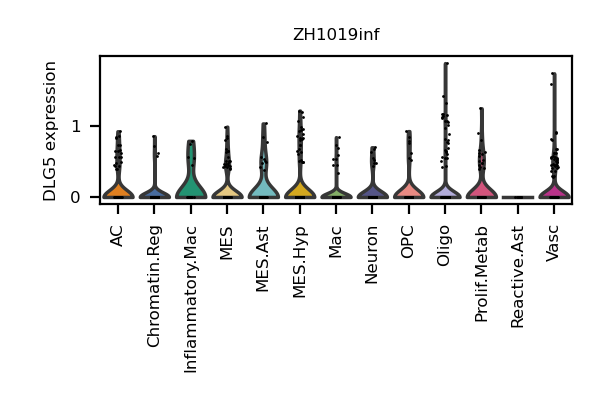 ZH1019inf
DLG5 expression
1
0
AC
Chromatin.Reg
Inflammatory.Mac
MES
MES.Ast
MES.Hyp
Mac
Neuron
OPC
Oligo
Prolif.Metab
Reactive.Ast
Vasc